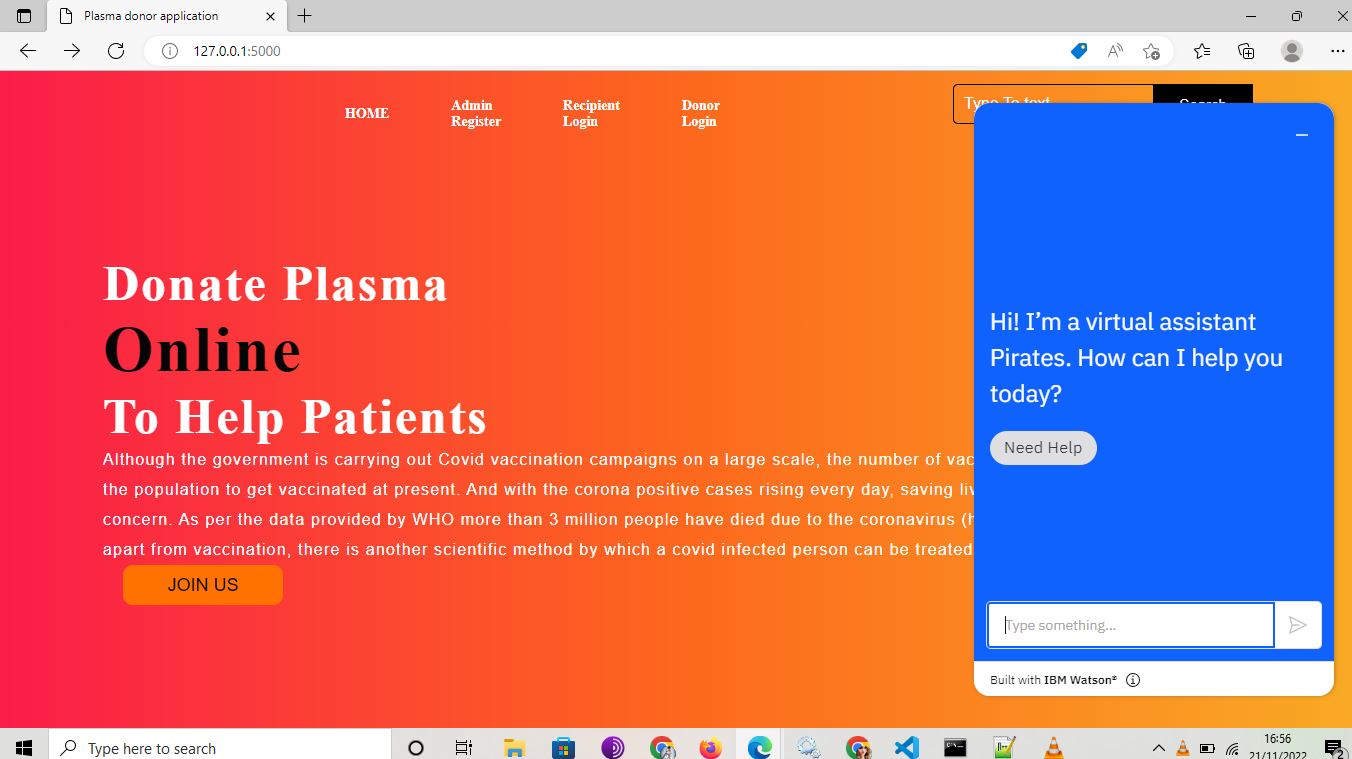 Plasma donor application
127.0.0.1:5000
HOME
Admin
Register
Recipient
Login
Donor
Login
Type To text
Search
Donate Plasma
Online
To Help Patients
Although the government is carrying out Covid vaccination campaigns on a large scale, the number of vac
the population to get vaccinated at present. And with the corona positive cases rising every day, saving liv
concern. As per the data provided by WHO more than 3 million people have died due to the coronavirus (h
apart from vaccination, there is another scientific method by which a covid infected person can be treated
JOIN US
Hi! I'm a virtual assistant
Pirates. How can I help you
today?
Need Help
Type something...
Built with IBM Watson®
Type here to search
16:56
21/11/2022
2